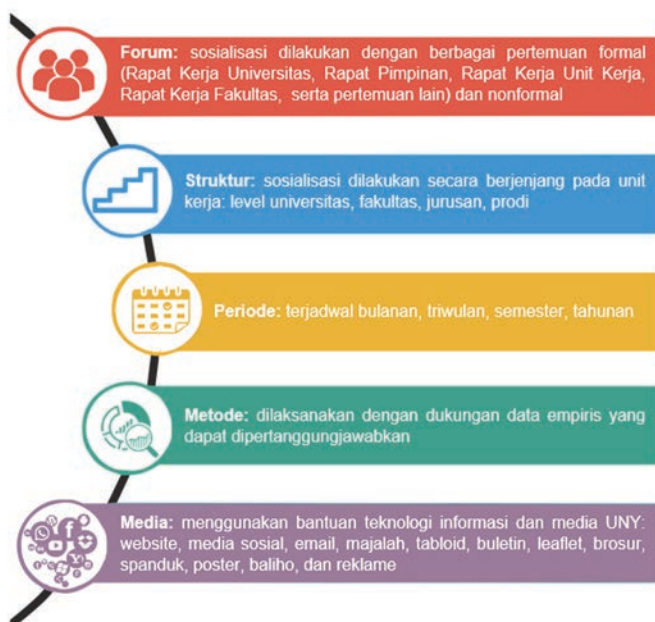 Forum: sosialisasi dilakukan dengan berbagai pertemuan formal
(Rapat Kerja Universitas, Rapat Pimpinan, Rapat Kerja Unit Kerja,
Rapat Kerja Fakultas, serta pertemuan lain) dan nonformal
Struktur: sosialisasi dilakukan secara berjenjang pada unit
kerja: level universitas, fakultas, jurusan, prodi
Periode: terjadwal bulanan, triwulan, semester, tahunan
Metode: dilaksanakan dengan dukungan data empiris yang
dapat dipertanggungjawabkan
Media: menggunakan bantuan teknologi informasi dan media UNY:
website, media sosial, email, majalah, tabloid, buletin, leaflet, brosur,
spanduk, poster, baliho, dan reklame